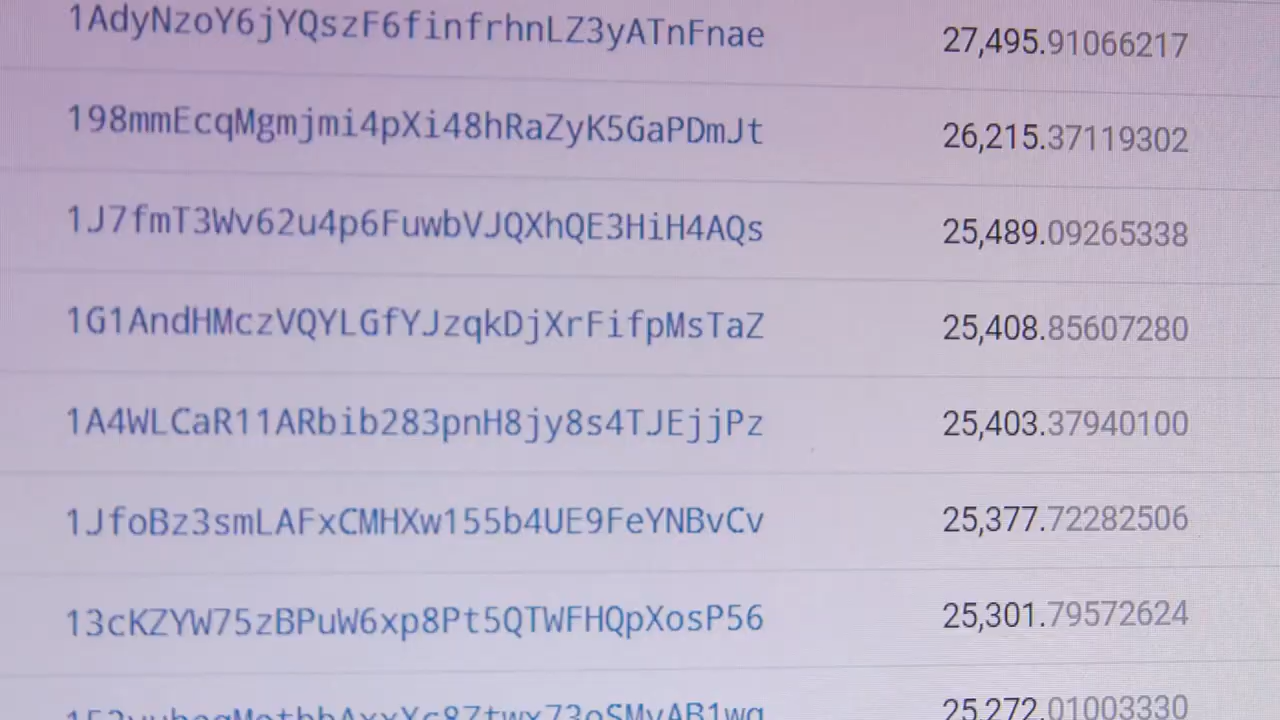 1AdyNzoY6jYQszF6finfrhnLZ3yATnFnae 27,495.91066217
198mmEcqMgmjmi4pXi48hRaZyK5GaPDmJt 26,215.37119302
1J7fmT3Wv62u4p6FuwbVJQXhQE3HiH4AQs 25,489.09265338
1G1AndHMczVQYLGfYJzqkDjXrFifpMsTaZ 25,408.85607280
1A4WLCaR11ARbib283pnH8jy8s4TJEjjPz 25,403.37940100
1JfoBz3smLAFxCMHXw155b4UE9FeYNBvCv 25,377.72282506
13cKZYW75zBPuW6xp8Pt5QTWFHQpXosP56 25,301.79572624
25,272.01003330